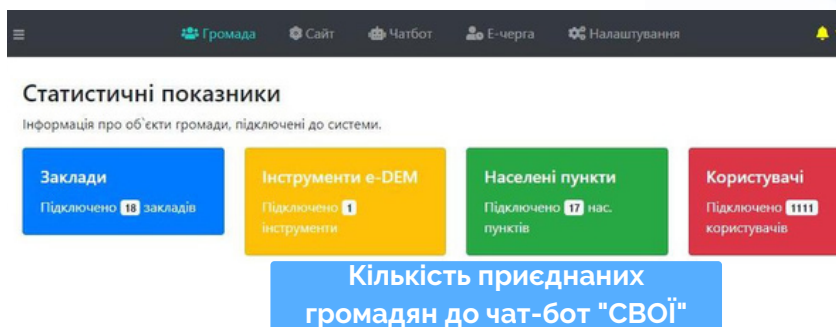 Громада Сайт Чатбот Е-черга Налаштування
Статистичні показники
Інформація про об`єкти громади, підключені до системи.
Заклади
Підключено 18 закладів
Інструменти e-DEM
Підключено 1
інструменти
Населені пункти
Підключено 17 нас.
пунктів
Користувачі
Підключено 1111
користувачів
Кількість приєднаних
громадян до чат-бот "СВОЇ"